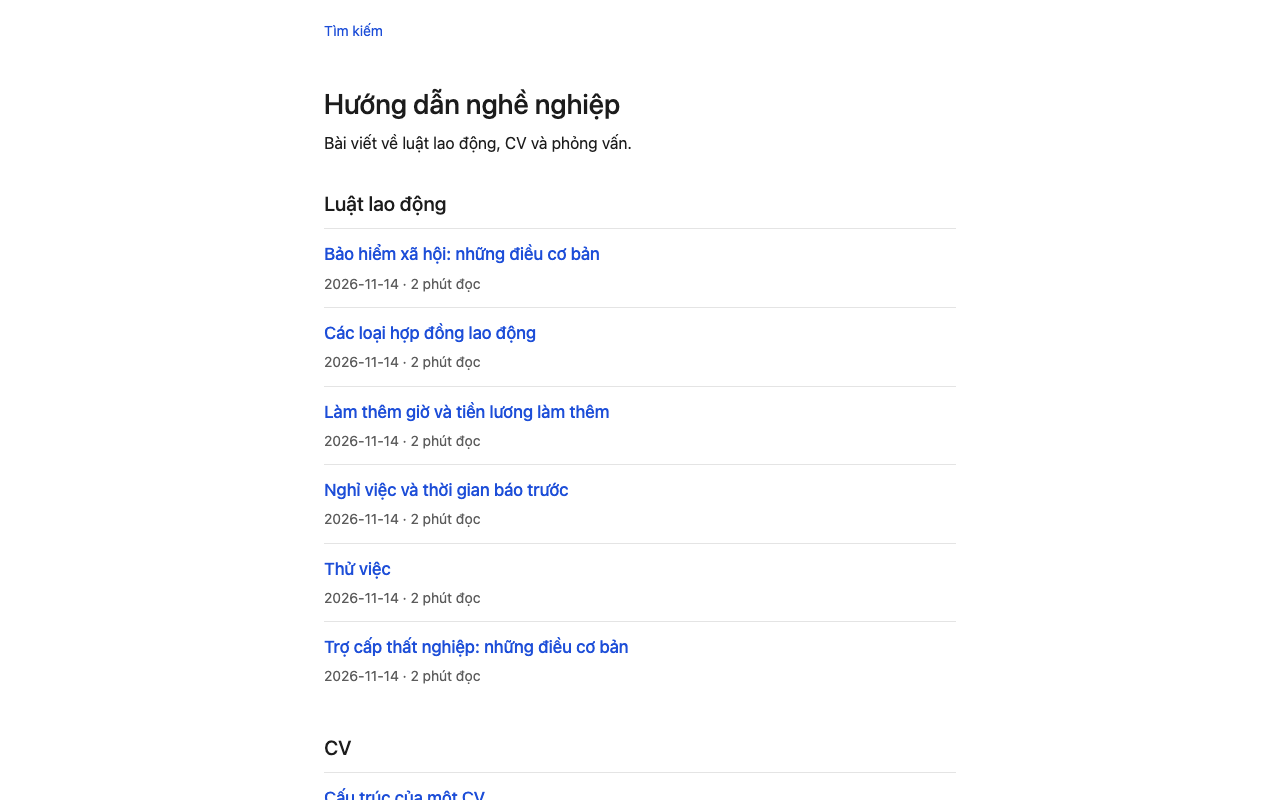 Tìm kiếm
Hướng dẫn nghề nghiệp
Bài viết về luật lao động, CV và phỏng vấn.
Luật lao động
Bảo hiểm xã hội: những điều cơ bản
2026-11-14 · 2 phút đọc
Các loại hợp đồng lao động
2026-11-14 · 2 phút đọc
Làm thêm giờ và tiền lương làm thêm
2026-11-14 · 2 phút đọc
Nghỉ việc và thời gian báo trước
2026-11-14 · 2 phút đọc
Thử việc
2026-11-14 · 2 phút đọc
Trợ cấp thất nghiệp: những điều cơ bản
2026-11-14 · 2 phút đọc
CV
Cấu trúc của một CV